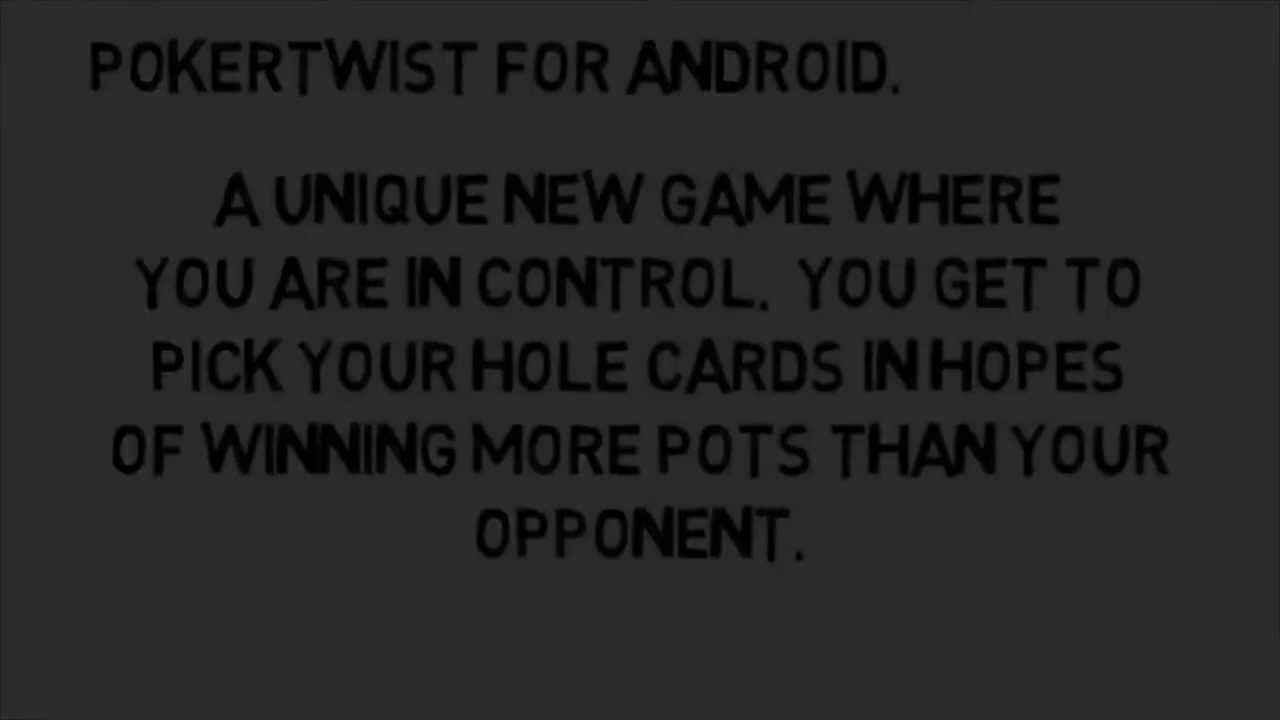 POKERTWIST FOR ANDROID.
A UNIQUE NEW GAME WHERE
YOU ARE IN CONTROL. YOU GET TO
PICK YOUR HOLE CARDS IN HOPES
OF WINNING MORE POTS THAN YOUR
OPPONENT.